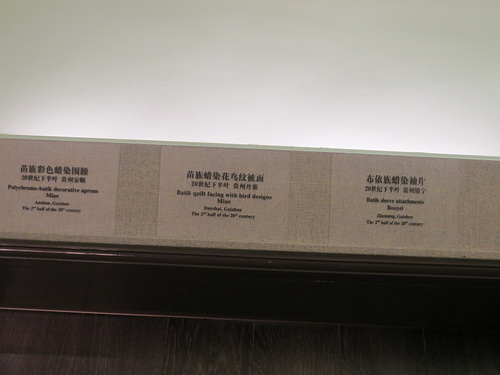 苗族彩色蜡染围腰
20世纪下半叶 贵州安顺
Polychrome-batik decorative aprons
Miao
Anshun, Guizhou
The 2nd half of the 20th century
苗族蜡染花鸟纹被面
20世纪下半叶 贵州丹寨
Batik quilt facing with bird designs
Miao
Danzhai, Guizhou
The 2nd half of the 20th century
布依族蜡染袖片
20世纪下半叶 贵州镇宁
Batik sleeve attachments
Bouyei
Zhenning, Guizhou
The 2nd half of the 20th century